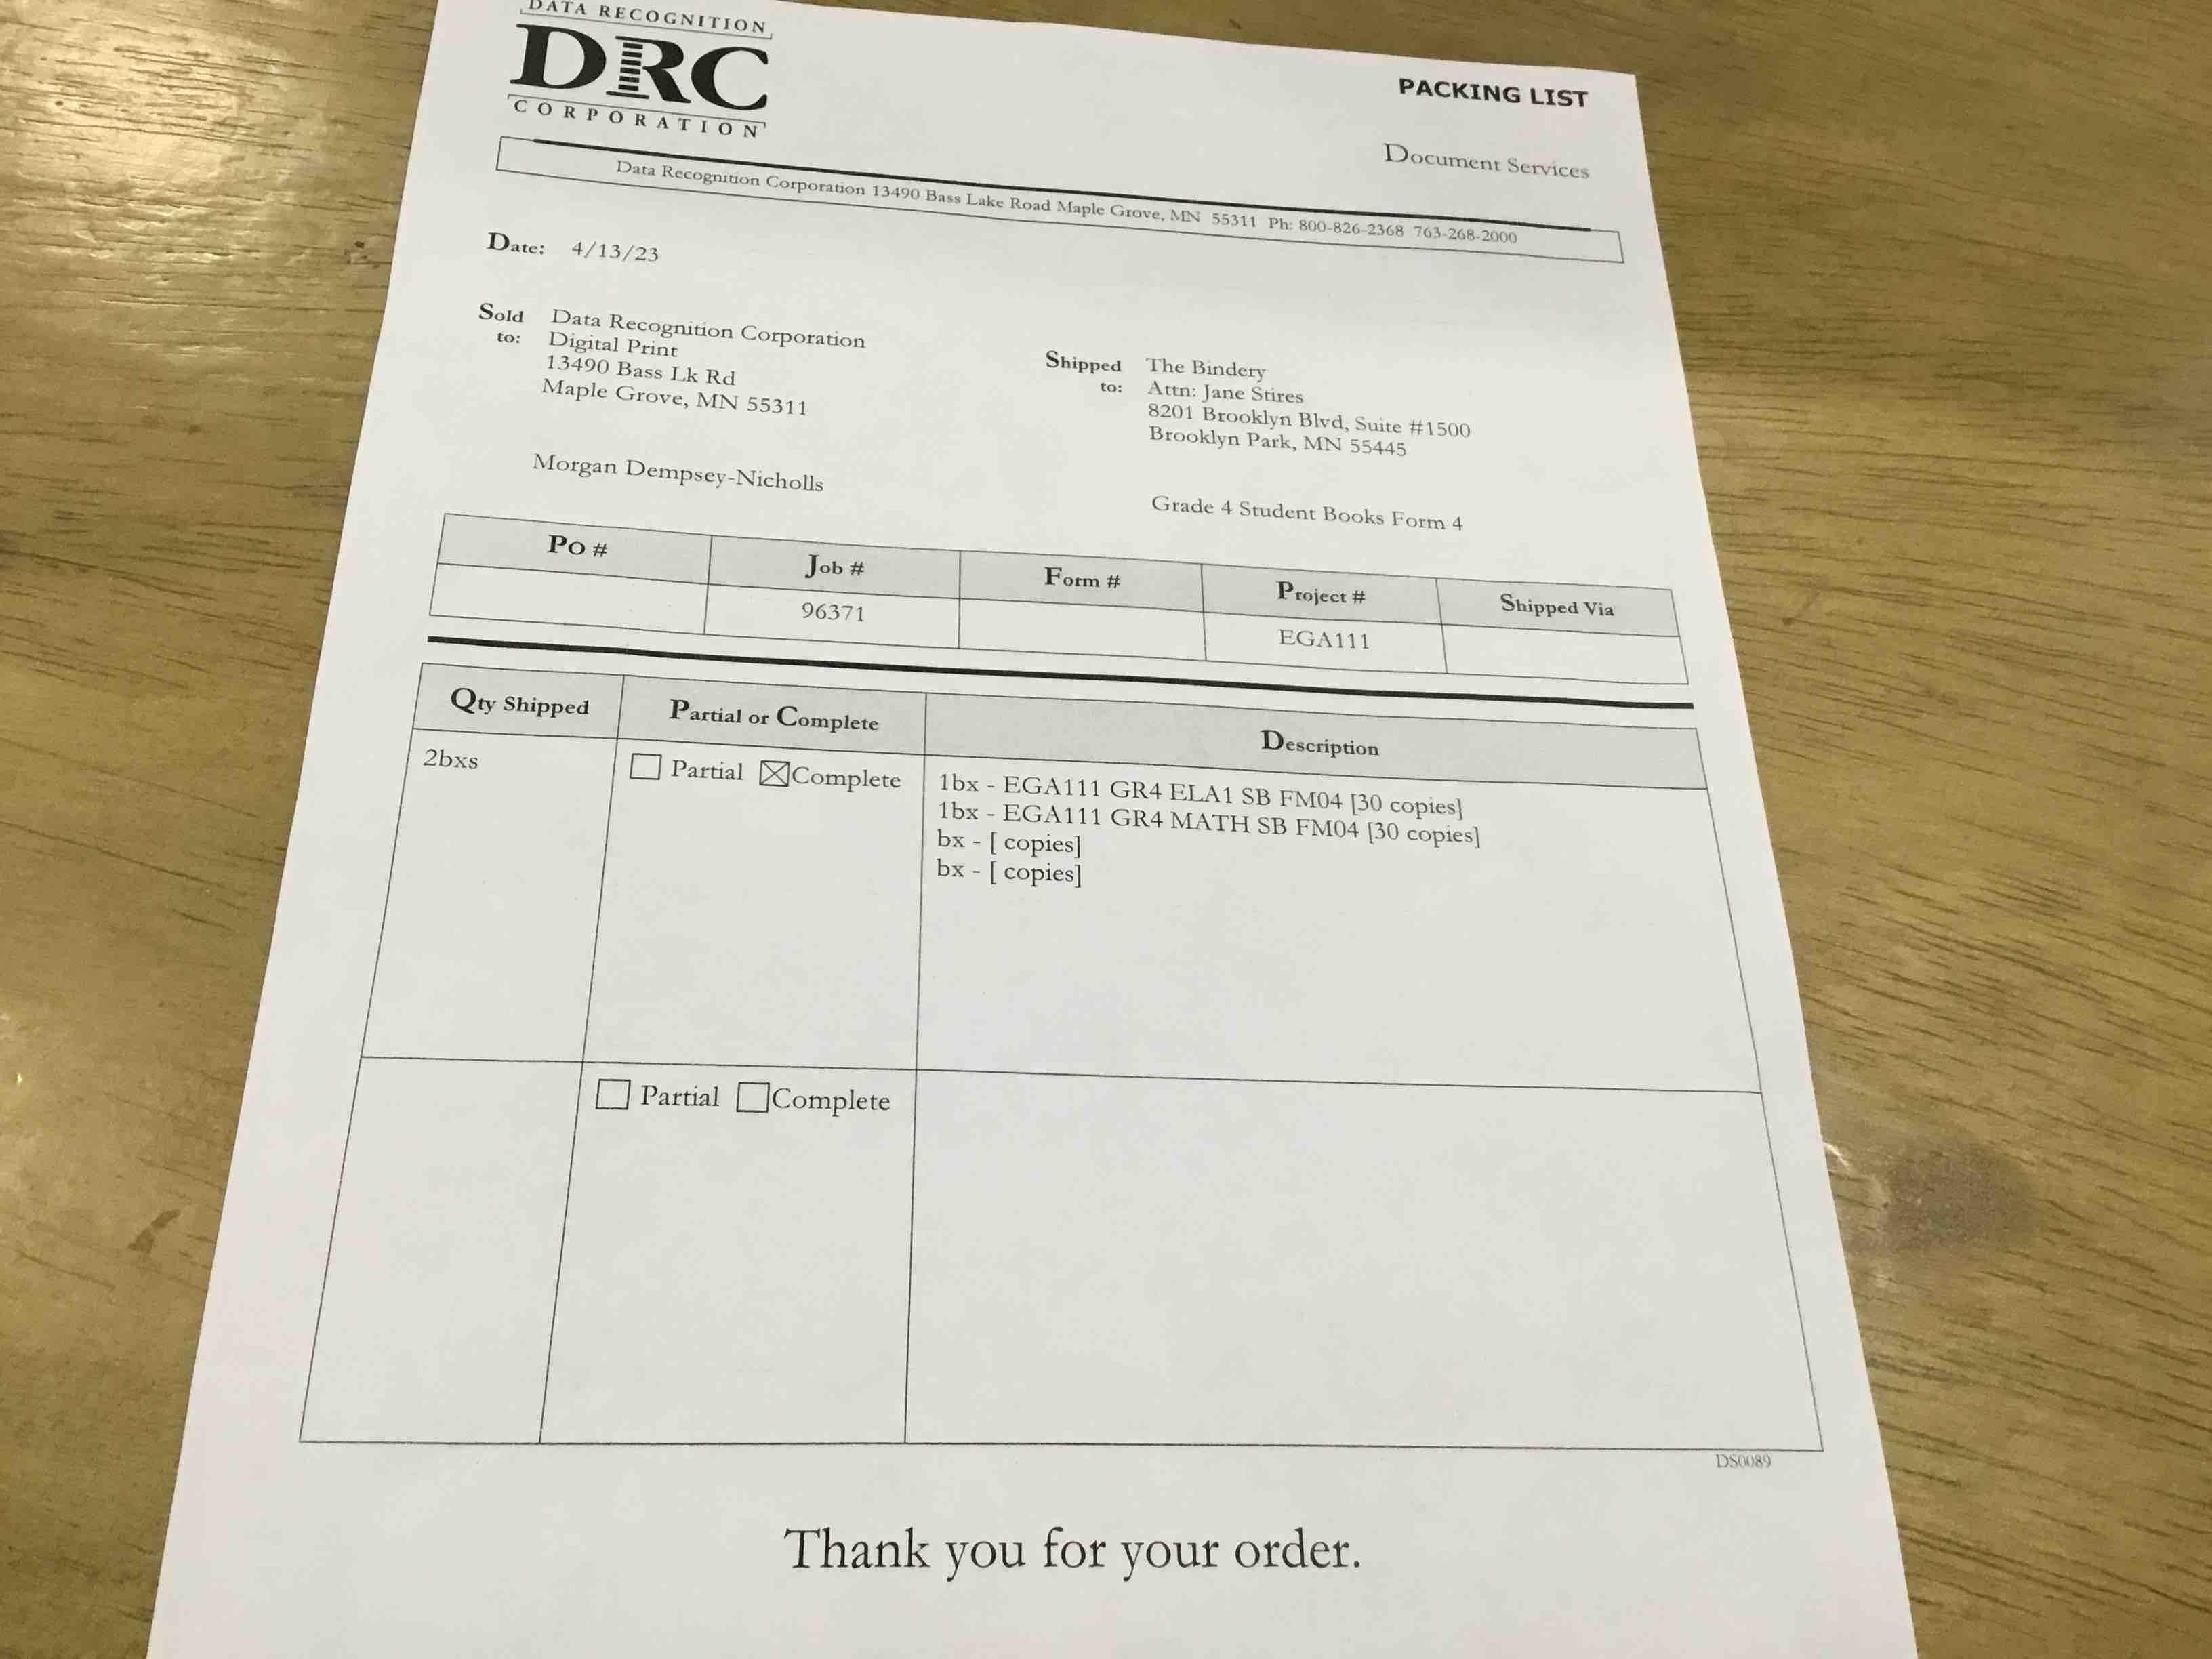 DATA RECOGNITION
DRC
CORPORATION
PACKING LIST
Document Services
Data Recognition Corporation 13490 Bass Lake Road Maple Grove, MN 55311 Ph: 800-826-2368 763-268-2000
Date: 4/13/23
Sold to: Data Recognition Corporation
Digital Print
13490 Bass Lk Rd
Maple Grove, MN 55311
Morgan Dempsey-Nicholls
Shipped to: The Bindery
Attn: Jane Stires
8201 Brooklyn Blvd, Suite #1500
Brooklyn Park, MN 55445
Grade 4 Student Books Form 4
Po # Job # Form # Project # Shipped Via
96371 EGA111
Qty Shipped Partial or Complete Description
2bxs ☐ Partial ☒Complete 1bx - EGA111 GR4 ELA1 SB FM04 [30 copies]
1bx - EGA111 GR4 MATH SB FM04 [30 copies]
bx - [ copies]
bx - [ copies]
☐ Partial ☐Complete
DS0089
Thank you for your order.